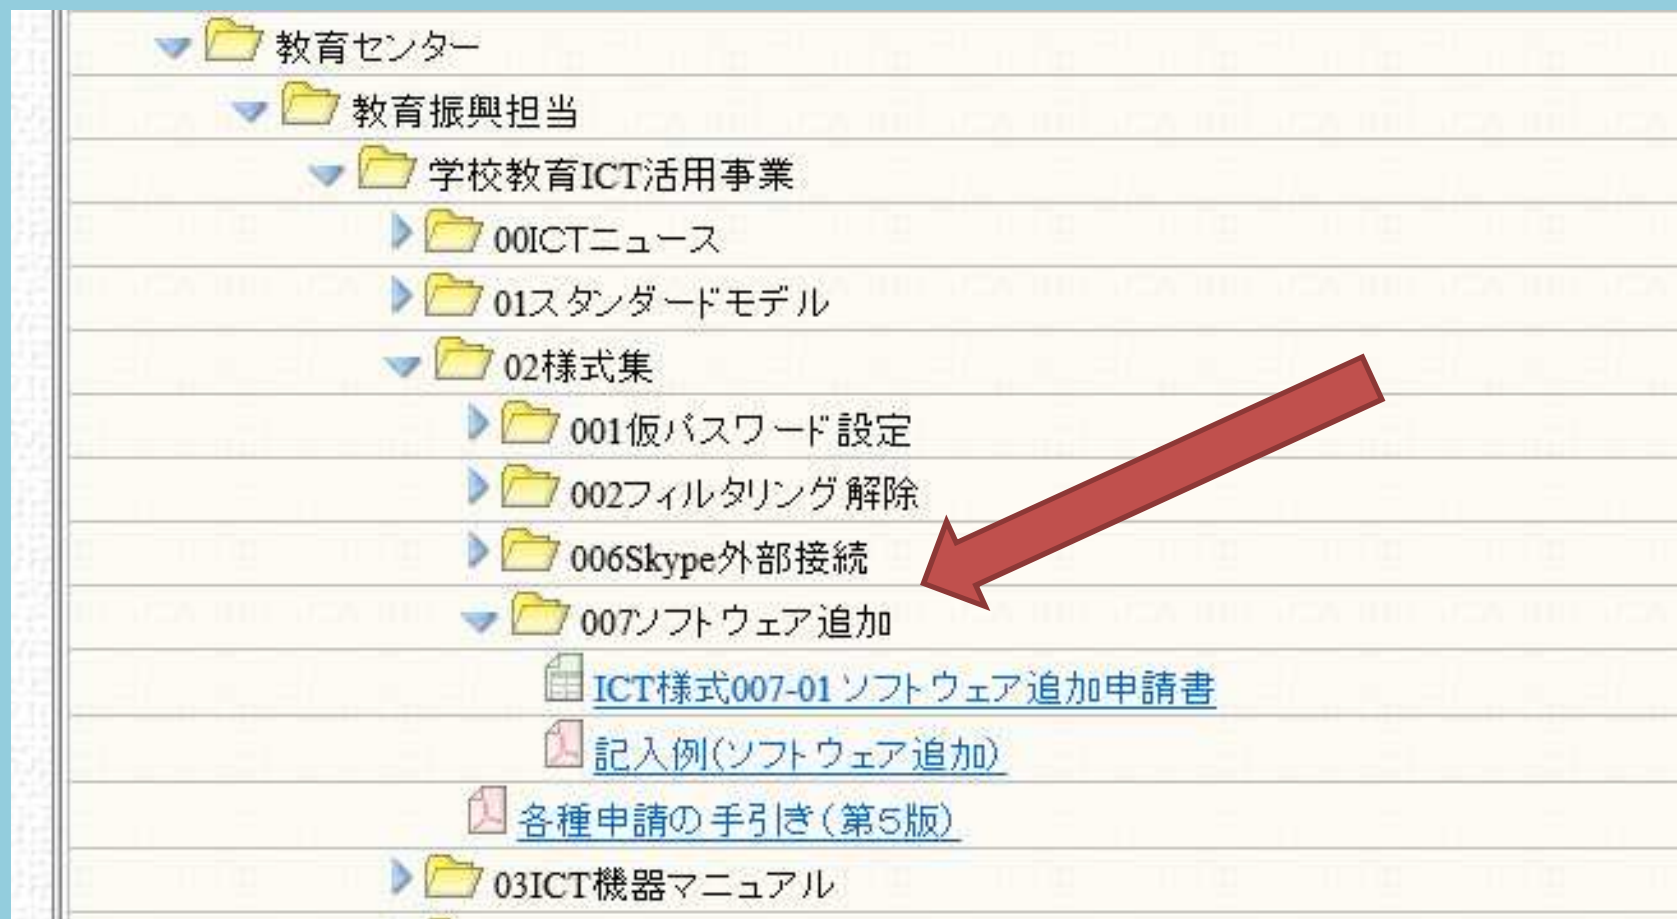 教育センター
教育振興担当
学校教育ICT活用事業
00ICTニュース
01スタンダードモデル
02様式集
001仮パスワード設定
002フィルタリング解除
006Skype外部接続
007ソフトウェア追加
ICT様式007-01ソフトウェア追加申請書
記入例(ソフトウェア追加)
各種申請の手引き(第5版)
03ICT機器マニュアル